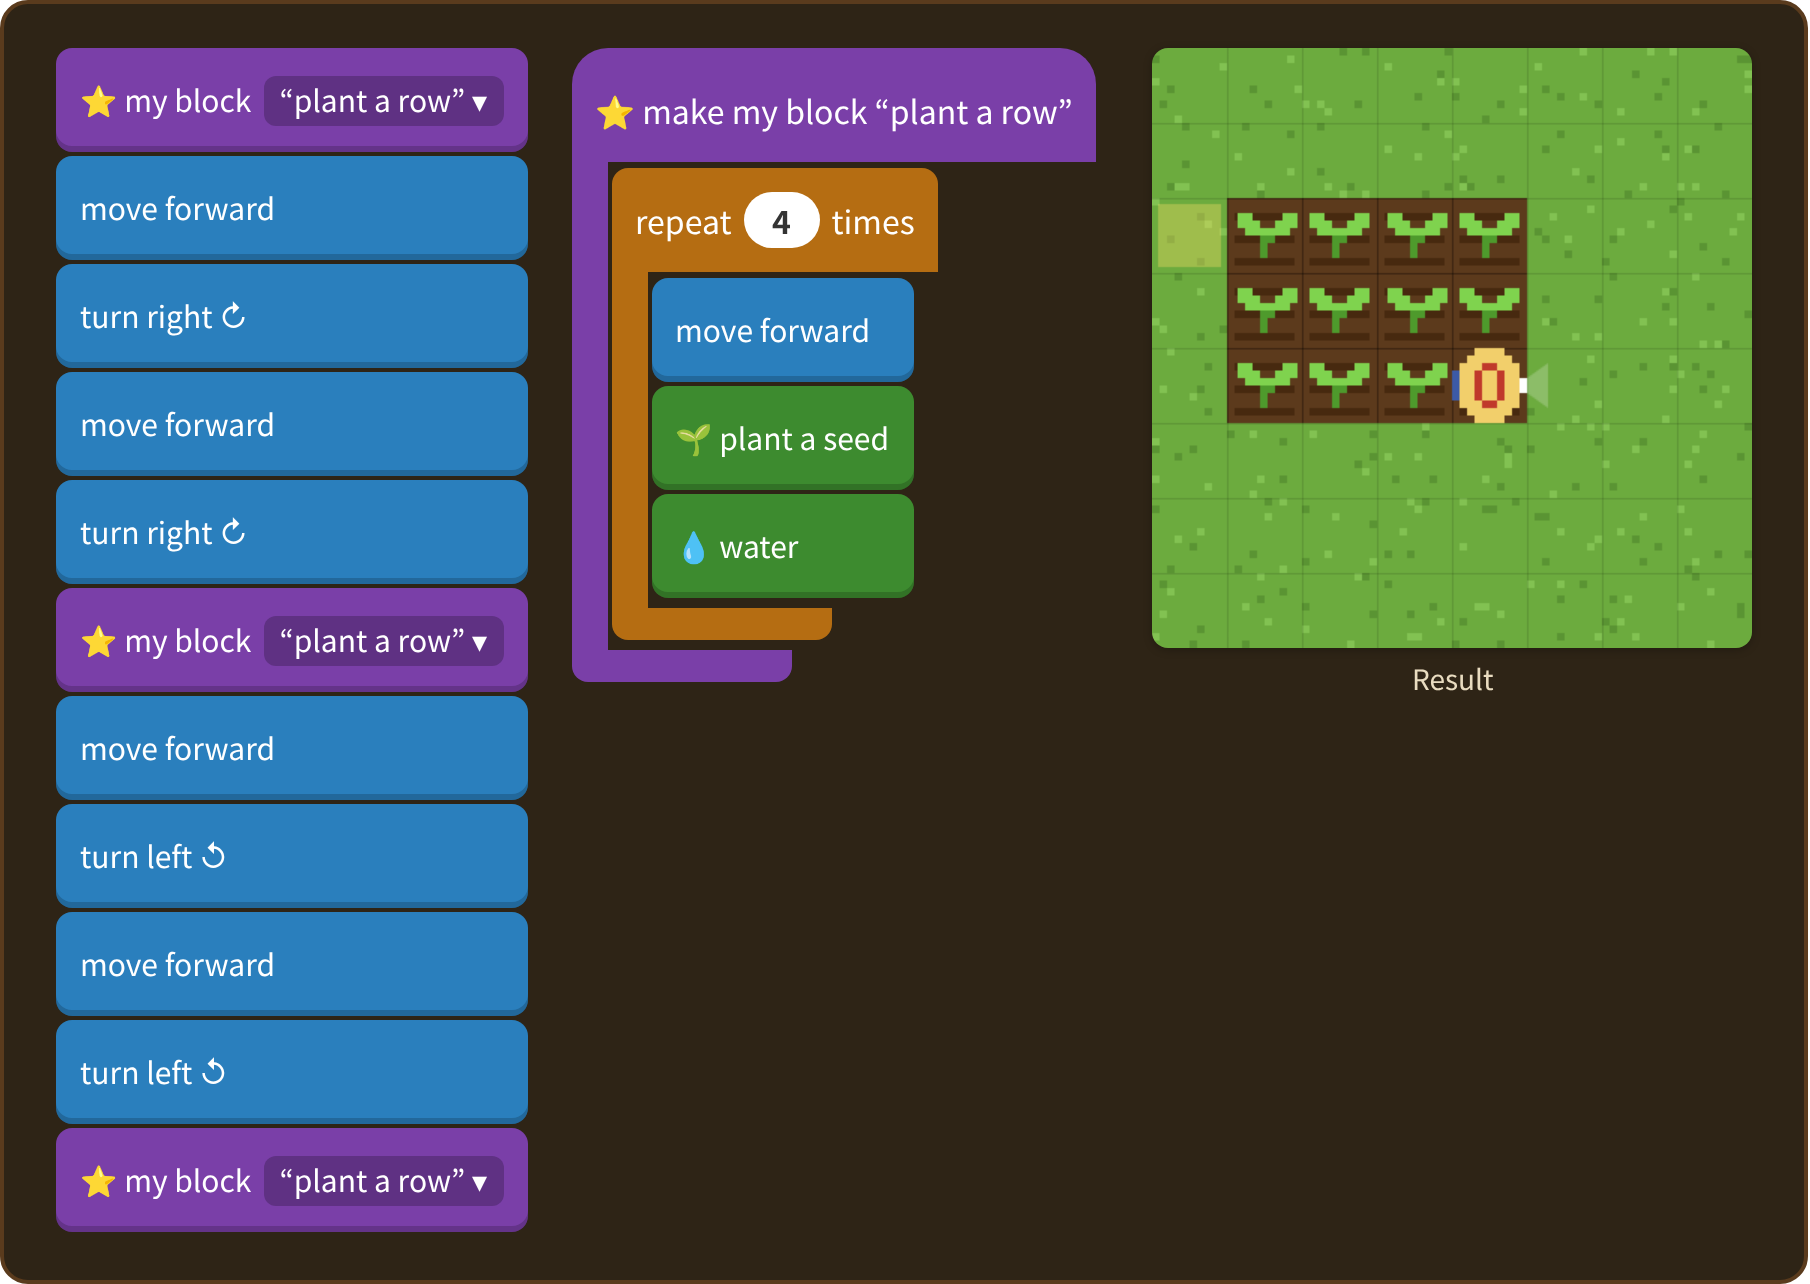 ⭐ my block “plant a row” ▾
move forward
turn right ↻
move forward
turn right ↻
⭐ my block “plant a row” ▾
move forward
turn left ↺
move forward
turn left ↺
⭐ my block “plant a row” ▾
⭐ make my block “plant a row”
repeat 4 times
move forward
🌱 plant a seed
💧 water
Result